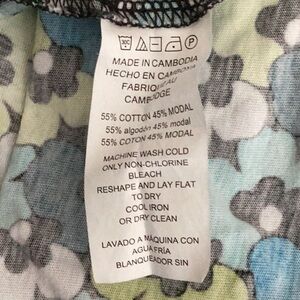 MADE IN CAMBODIA
HECHO EN CAMBONIA
FABRIQ AU
CAMBODGE
55% COTTON 45% MODAL
55% algodón 45% modal
55% COTON 45% MODAL
MACHINE WASH COLD
ONLY NON-CHLORINE
BLEACH
RESHAPE AND LAY FLAT
TO DRY
COOL IRON
OR DRY CLEAN
LAVADO A MAQUINA CON
AGUA FRIA
BLANQUEADOR SIN